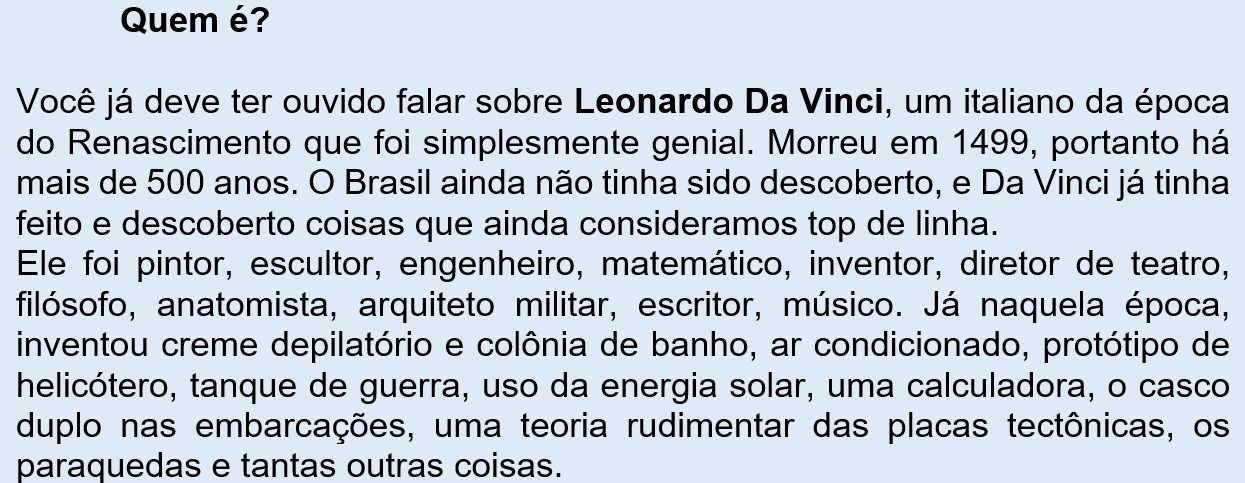 Quem é?
Você já deve ter ouvido falar sobre Leonardo Da Vinci, um italiano da época
do Renascimento que foi simplesmente genial. Morreu em 1499, portanto há
mais de 500 anos. O Brasil ainda não tinha sido descoberto, e Da Vinci já tinha
feito e descoberto coisas que ainda consideramos top de linha.
Ele foi pintor, escultor, engenheiro, matemático, inventor, diretor de teatro,
filósofo, anatomista, arquiteto militar, escritor, músico. Já naquela época,
inventou creme depilatório e colônia de banho, ar condicionado, protótipo de
helicótero, tanque de guerra, uso da energia solar, uma calculadora, o casco
duplo nas embarcações, uma teoria rudimentar das placas tectônicas, os
paraquedas e tantas outras coisas.